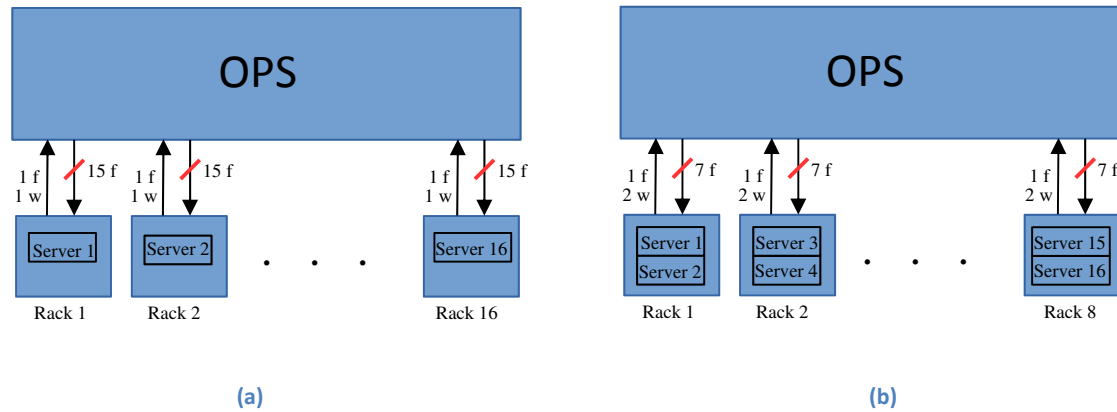 OPS
1 f
1 w
15 f
1 f
1 w
15 f
1 f
1 w
15 f
Server 1
Server 2
Server 16
Rack 1
Rack 2
Rack 16
(a)
OPS
1 f
2 w
7 f
1 f
2 w
7 f
1 f
2 w
7 f
Server 1
Server 2
Server 3
Server 4
Server 15
Server 16
Rack 1
Rack 2
Rack 8
(b)